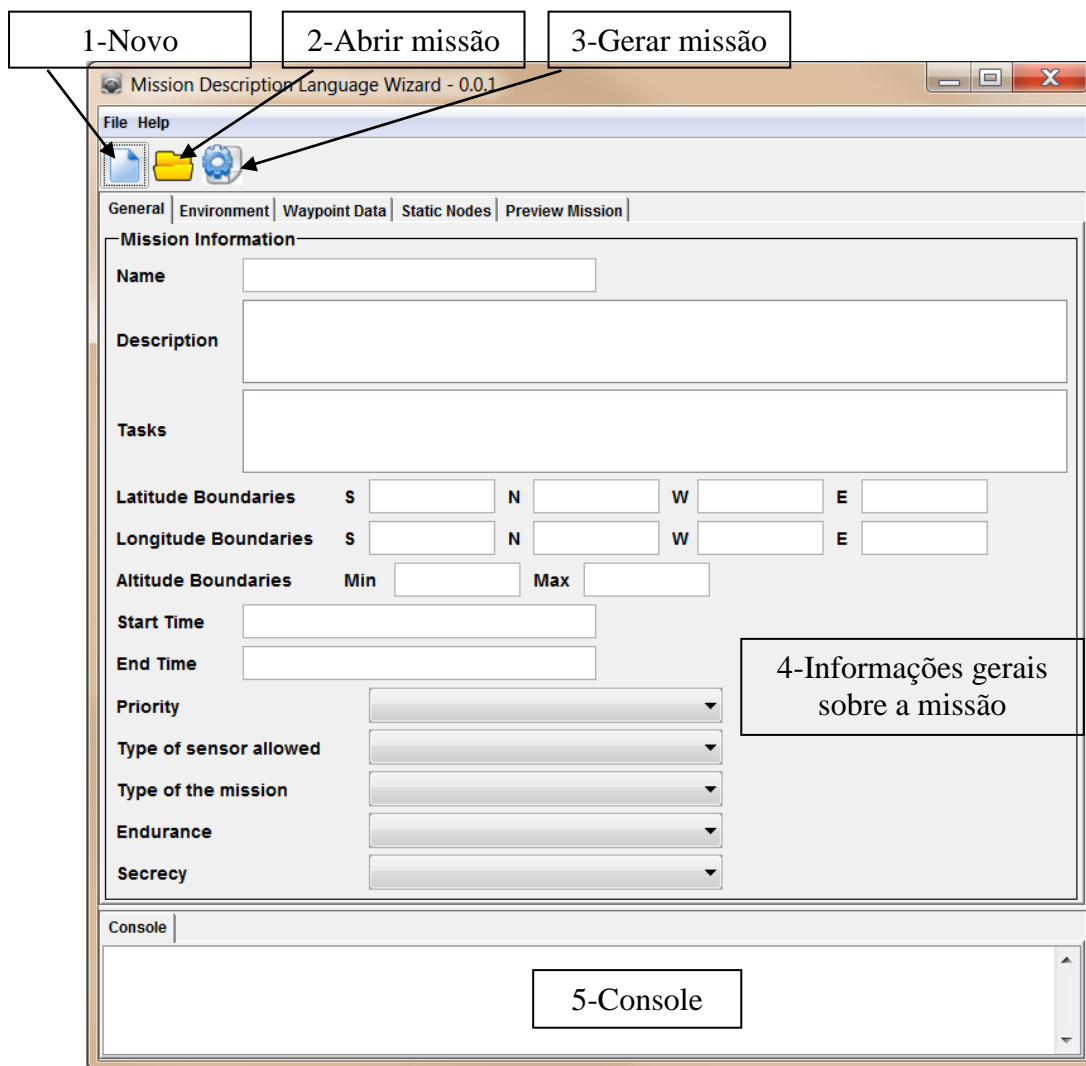 1-Novo
2-Abrir missão
3-Gerar missão
Mission Description Language Wizard - 0.0.1
File Help
General Environment Waypoint Data Static Nodes Preview Mission
Mission Information
Name
Description
Tasks
Latitude Boundaries S N W E
Longitude Boundaries S N W E
Altitude Boundaries Min Max
Start Time
End Time
4-Informações gerais
sobre a missão
Priority
Type of sensor allowed
Type of the mission
Endurance
Secrecy
Console
5-Console